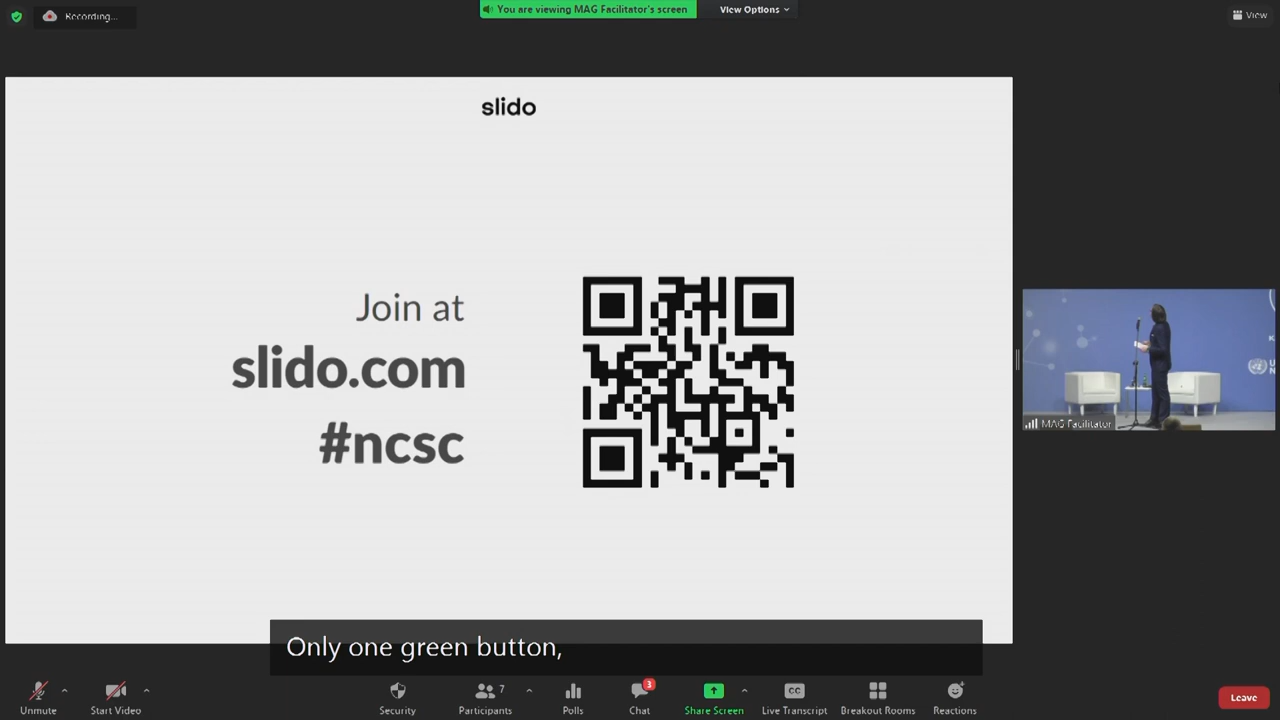 Recording...
You are viewing MAG Facilitator's screen
View Options
View
slido
Join at
slido.com
#ncsc
MAG Facilitator
Only one green button,
Unmute
Start Video
Security
Participants
7
Polls
Chat
3
Share Screen
CC
Live Transcript
Breakout Rooms
Reactions
Leave